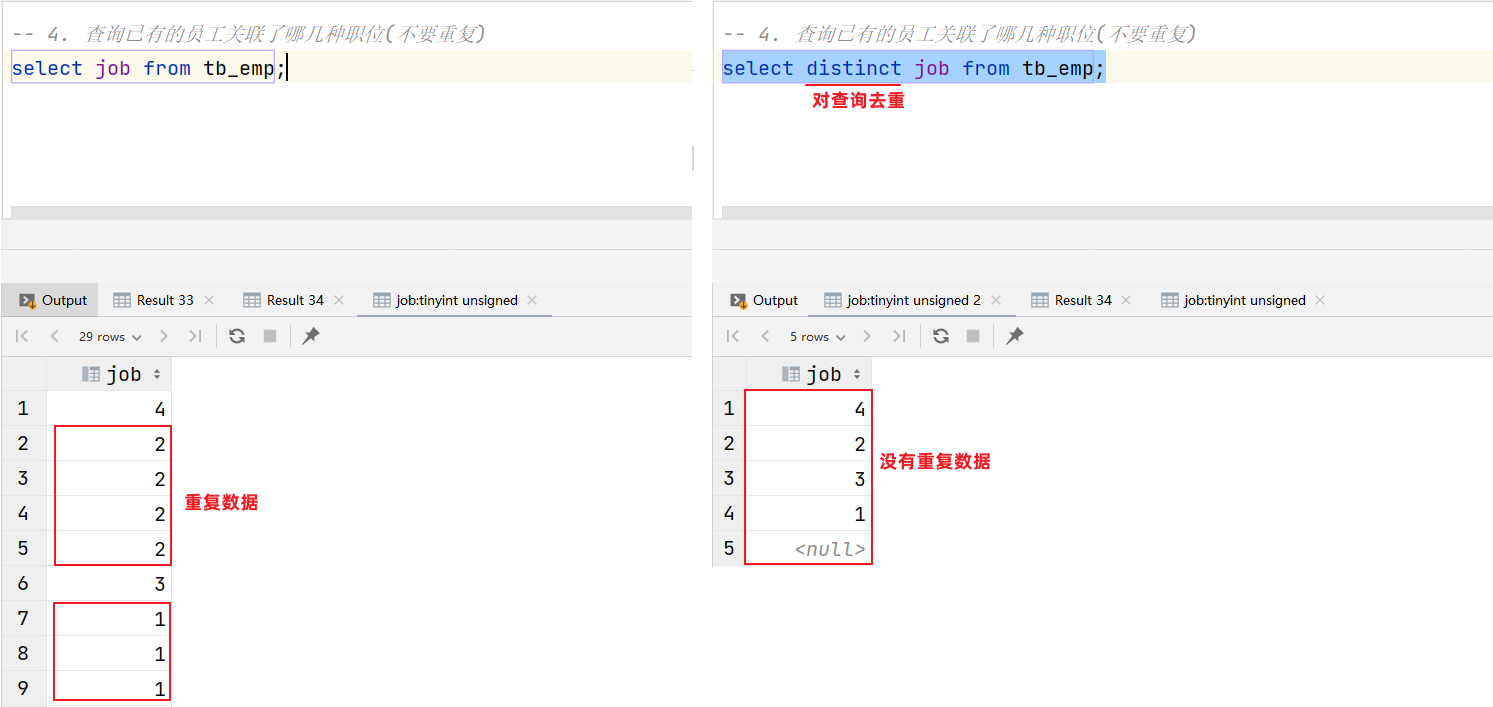 -- 4. 查询已有的员工关联了哪几种职位(不要重复)
select job from tb_emp;
Output Result 33 Result 34 job:tinyint unsigned
29 rows
job
1 4
2 2
3 2
4 2
5 2
重复数据
6 3
7 1
8 1
9 1
-- 4. 查询已有的员工关联了哪几种职位(不要重复)
select distinct job from tb_emp;
对查询去重
Output job:tinyint unsigned 2 Result 34 job:tinyint unsigned
5 rows
job
1 4
2 2
没有重复数据
3 3
4 1
5 <null>